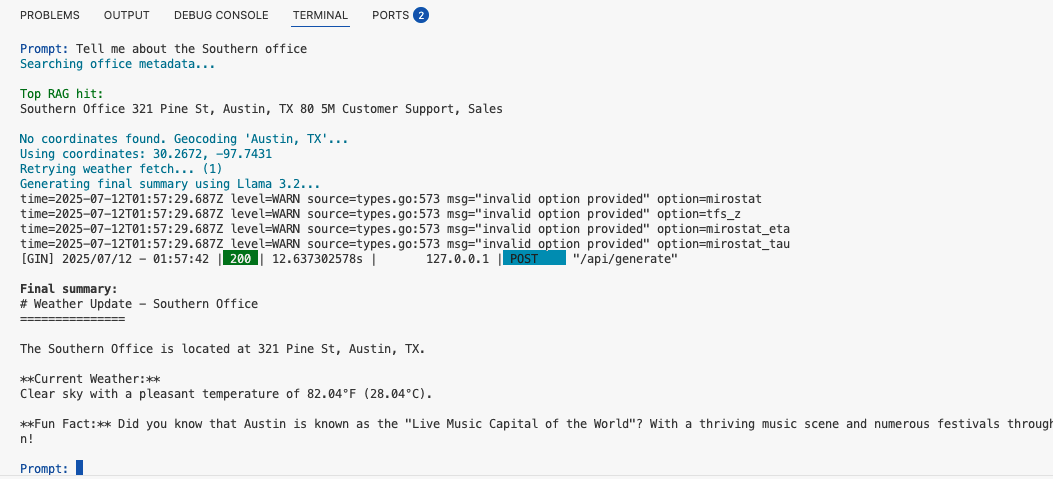 PROBLEMS OUTPUT DEBUG CONSOLE TERMINAL PORTS 2
Prompt: Tell me about the Southern office
Searching office metadata...
Top RAG hit:
Southern Office 321 Pine St, Austin, TX 80 5M Customer Support, Sales
No coordinates found. Geocoding 'Austin, TX'...
Using coordinates: 30.2672, -97.7431
Retrying weather fetch... (1)
Generating final summary using Llama 3.2...
time=2025-07-12T01:57:29.687Z level=WARN source=types.go:573 msg="invalid option provided" option=mirostat
time=2025-07-12T01:57:29.687Z level=WARN source=types.go:573 msg="invalid option provided" option=tfs_z
time=2025-07-12T01:57:29.687Z level=WARN source=types.go:573 msg="invalid option provided" option=mirostat_eta
time=2025-07-12T01:57:29.687Z level=WARN source=types.go:573 msg="invalid option provided" option=mirostat_tau
[GIN] 2025/07/12 - 01:57:42 | 200 | 12.637302578s | 127.0.0.1 | POST "/api/generate"
Final summary:
# Weather Update - Southern Office
===============
The Southern Office is located at 321 Pine St, Austin, TX.
**Current Weather:**
Clear sky with a pleasant temperature of 82.04°F (28.04°C).
**Fun Fact:** Did you know that Austin is known as the "Live Music Capital of the World"? With a thriving music scene and numerous festivals through
n!
Prompt: